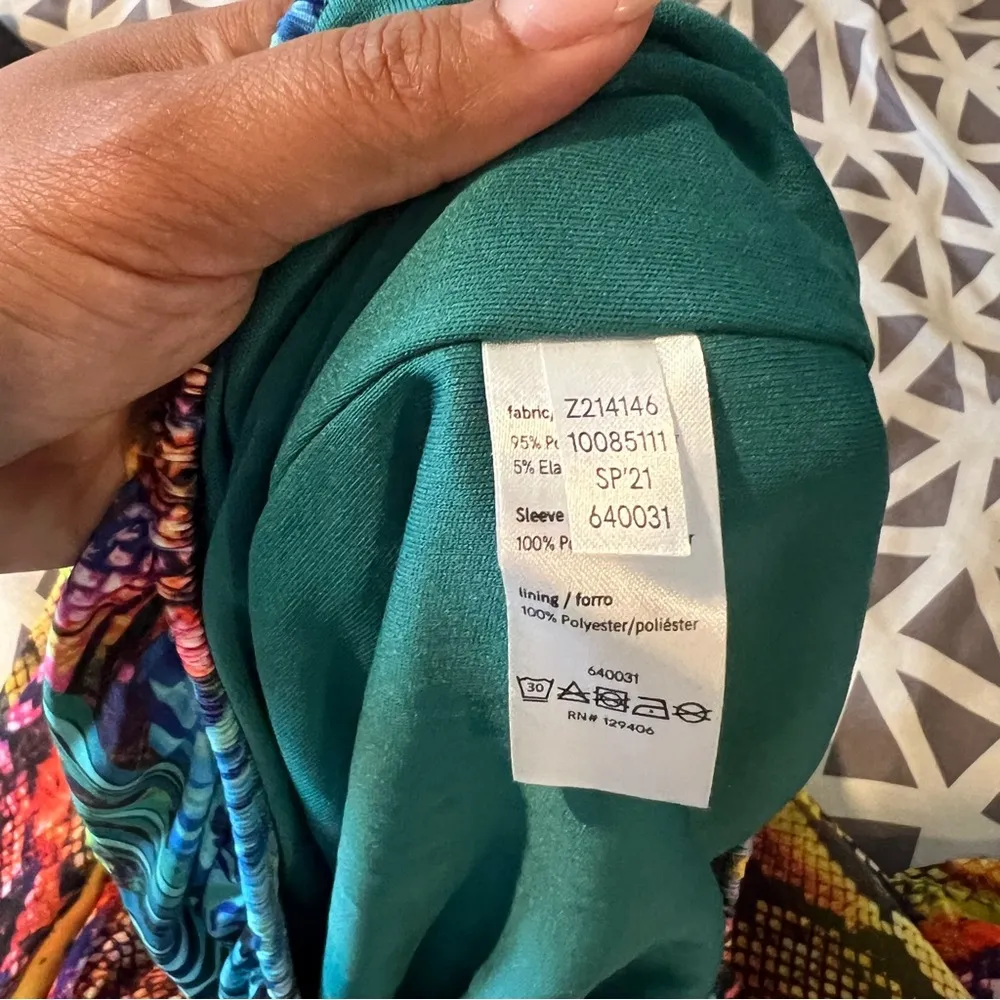 fabric, Z214146
95% 10085111
5% Ela SP'21
Sleeve 640031
100% P
lining / forro
100% Polyester/poliéster
640031
30
RN# 129406